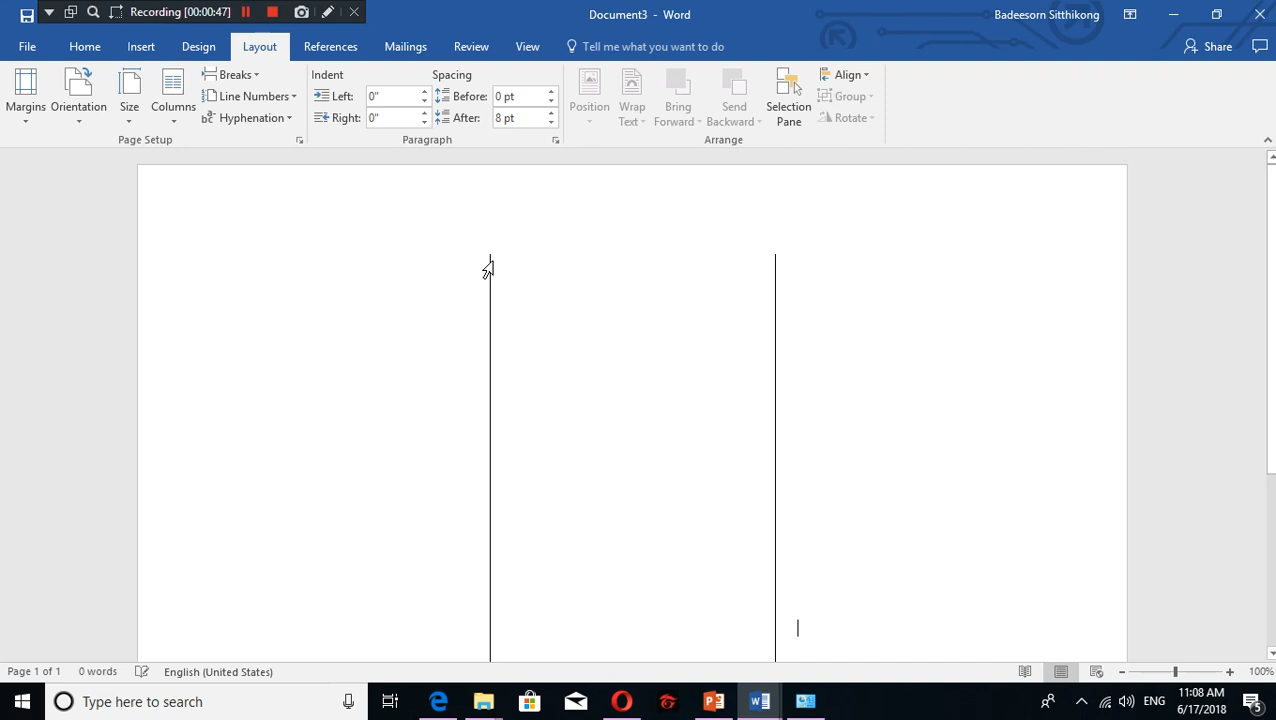 Recording [00:00:47]
Document3 - Word
Badeesorn Sitthikong
File
Home
Insert
Design
Layout
References
Mailings
Review
View
Tell me what you want to do
Share
Margins
Orientation
Size
Columns
Breaks
Line Numbers
Hyphenation
Page Setup
Indent
Left: 0"
Right: 0"
Spacing
Before: 0 pt
After: 8 pt
Paragraph
Position
Wrap
Text
Bring
Forward
Send
Backward
Selection
Pane
Align
Group
Rotate
Arrange
Page 1 of 1
0 words
English (United States)
100%
Type here to search
ENG
11:08 AM
6/17/2018
5